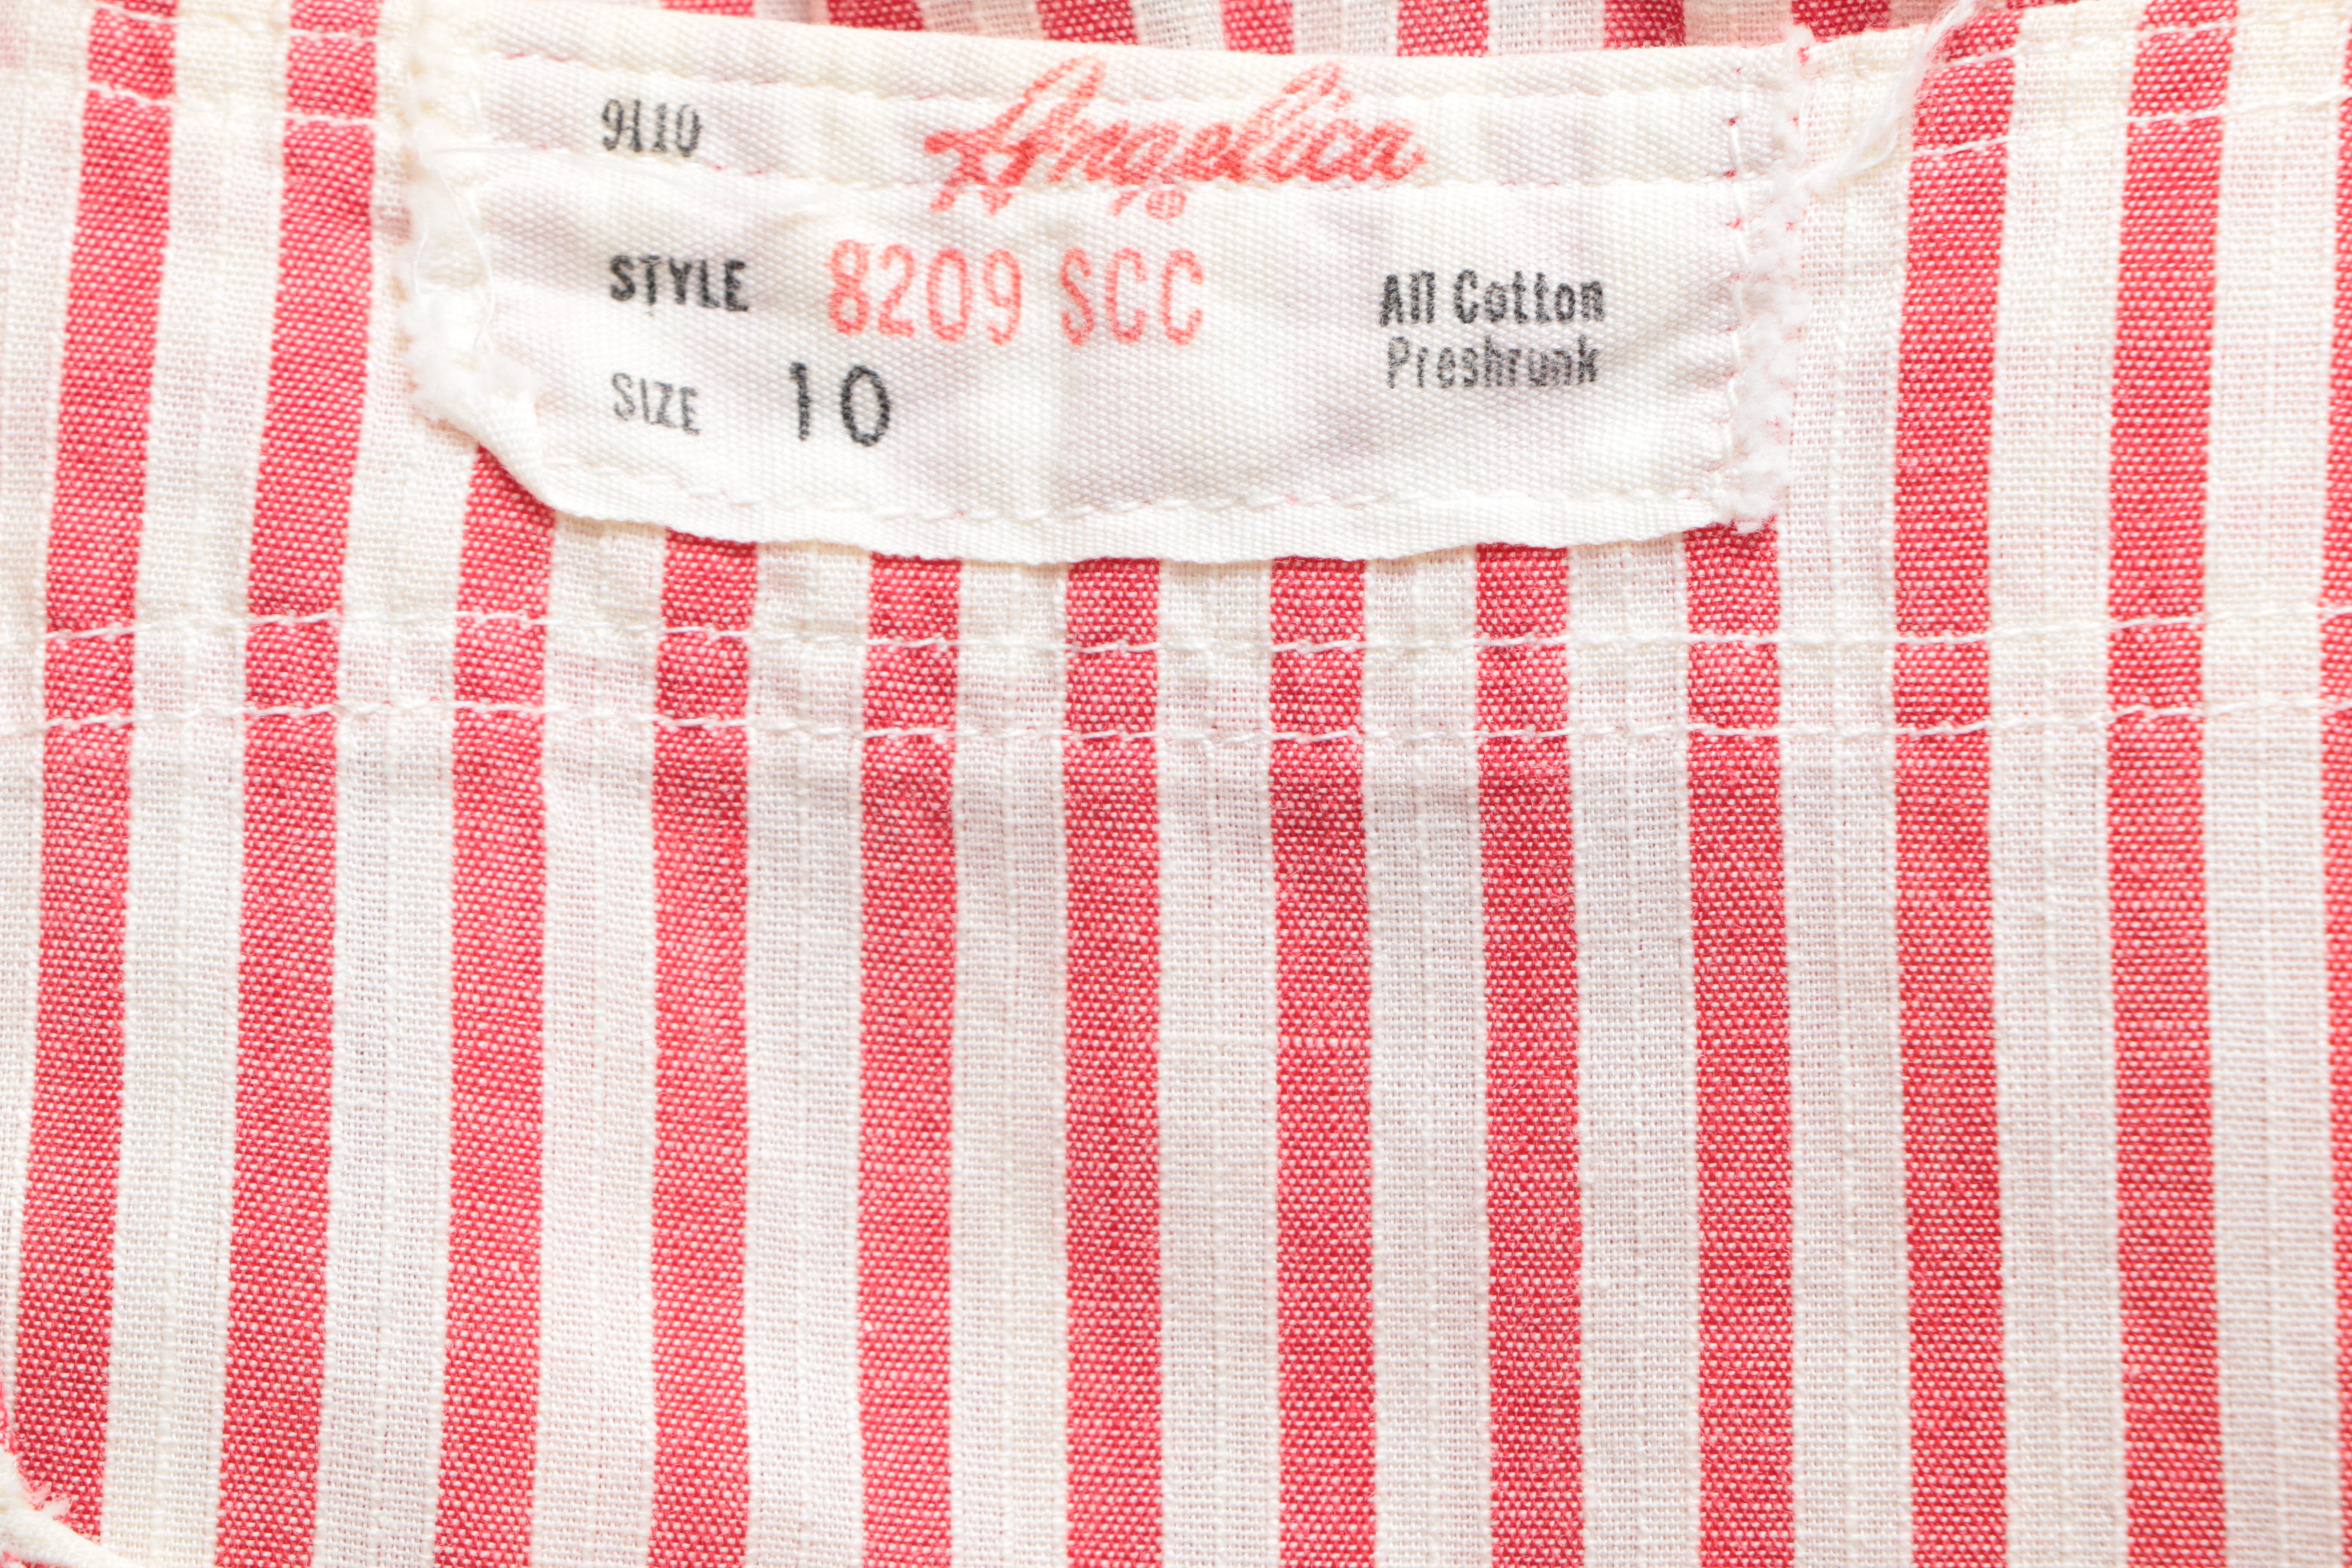 9110 Angelica ®
STYLE 8209 SCC All Cotton
Preshrunk
SIZE 10